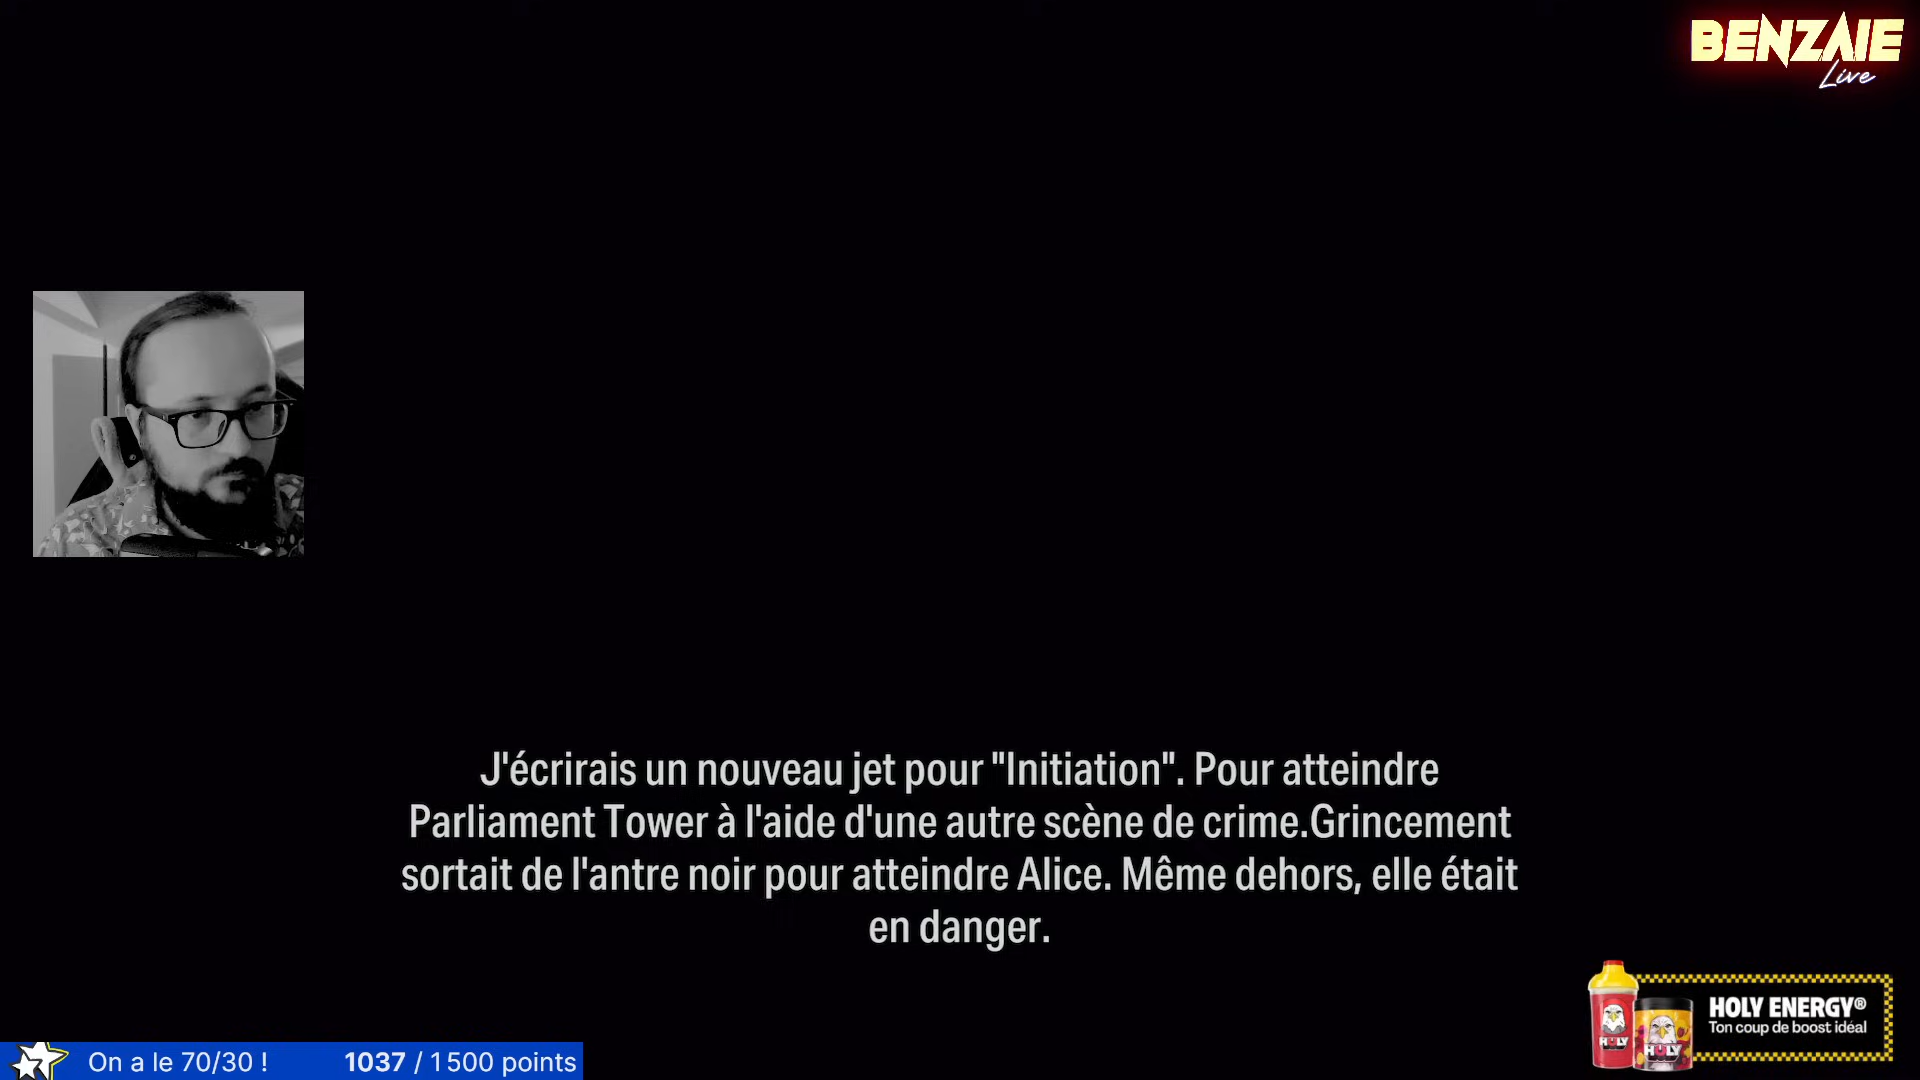 BENZAIE
Live
J'écrirais un nouveau jet pour "Initiation". Pour atteindre
Parliament Tower à l'aide d'une autre scène de crime.Grincement
sortait de l'antre noir pour atteindre Alice. Même dehors, elle était
en danger.
HOLY ENERGY®
Ton coup de boost idéal
HOLY
HOLY
On a le 70/30 ! 1037 / 1500 points